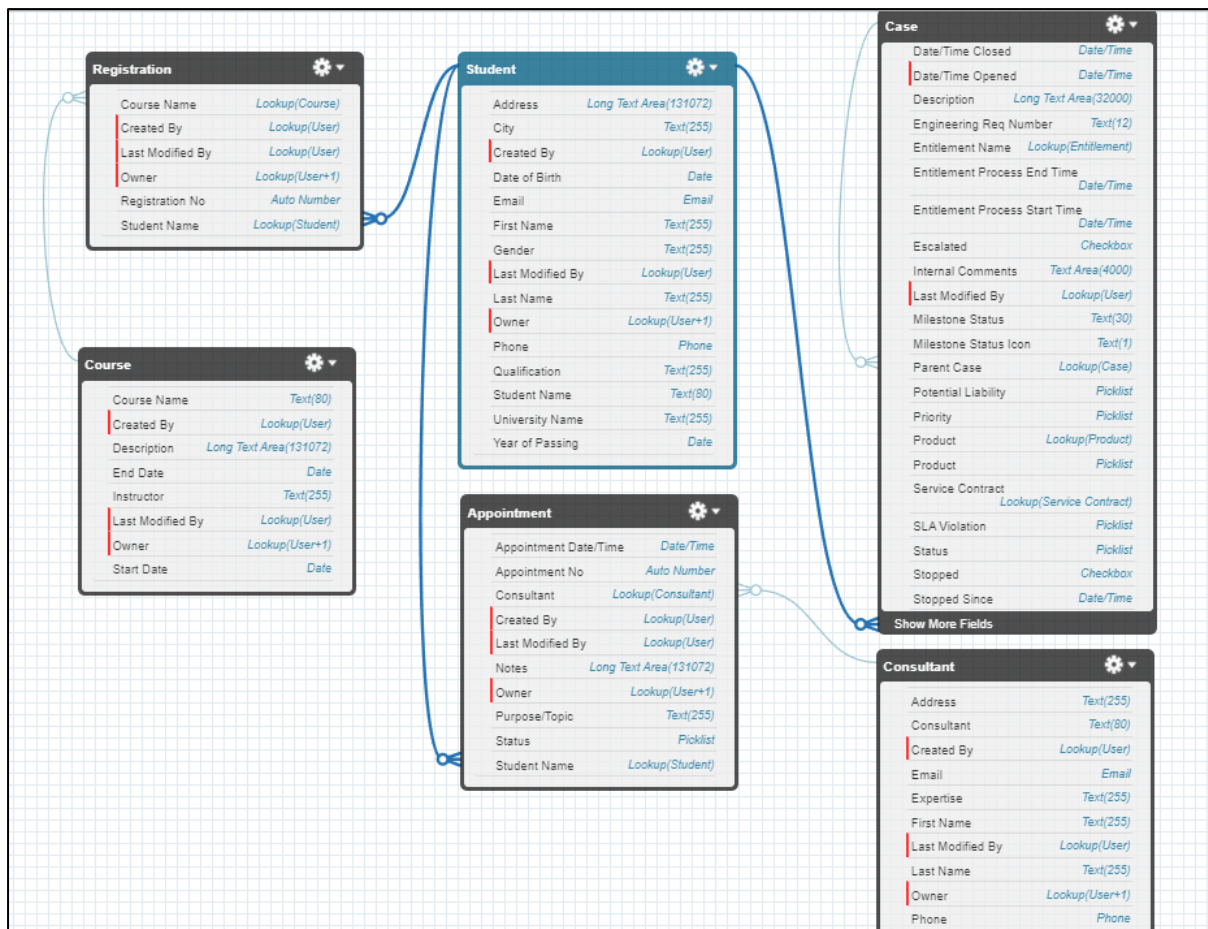 Registration
Course Name Lookup(Course)
Created By Lookup(User)
Last Modified By Lookup(User)
Owner Lookup(User+1)
Registration No Auto Number
Student Name Lookup(Student)
Course
Course Name Text(80)
Created By Lookup(User)
Description Long Text Area(131072)
End Date Date
Instructor Text(255)
Last Modified By Lookup(User)
Owner Lookup(User+1)
Start Date Date
Student
Address Long Text Area(131072)
City Text(255)
Created By Lookup(User)
Date of Birth Date
Email Email
First Name Text(255)
Gender Text(255)
Last Modified By Lookup(User)
Last Name Text(255)
Owner Lookup(User+1)
Phone Phone
Qualification Text(255)
Student Name Text(80)
University Name Text(255)
Year of Passing Date
Appointment
Appointment Date/Time Date/Time
Appointment No Auto Number
Consultant Lookup(Consultant)
Created By Lookup(User)
Last Modified By Lookup(User)
Notes Long Text Area(131072)
Owner Lookup(User+1)
Purpose/Topic Text(255)
Status Picklist
Student Name Lookup(Student)
Case
Date/Time Closed Date/Time
Date/Time Opened Date/Time
Description Long Text Area(32000)
Engineering Req Number Text(12)
Entitlement Name Lookup(Entitlement)
Entitlement Process End Time
Date/Time
Entitlement Process Start Time
Date/Time
Escalated Checkbox
Internal Comments Text Area(4000)
Last Modified By Lookup(User)
Milestone Status Text(30)
Milestone Status Icon Text(1)
Parent Case Lookup(Case)
Potential Liability Picklist
Priority Picklist
Product Lookup(Product)
Product Picklist
Service Contract
Lookup(Service Contract)
SLA Violation Picklist
Status Picklist
Stopped Checkbox
Stopped Since Date/Time
Show More Fields
Consultant
Address Text(255)
Consultant Text(80)
Created By Lookup(User)
Email Email
Expertise Text(255)
First Name Text(255)
Last Modified By Lookup(User)
Last Name Text(255)
Owner Lookup(User+1)
Phone Phone